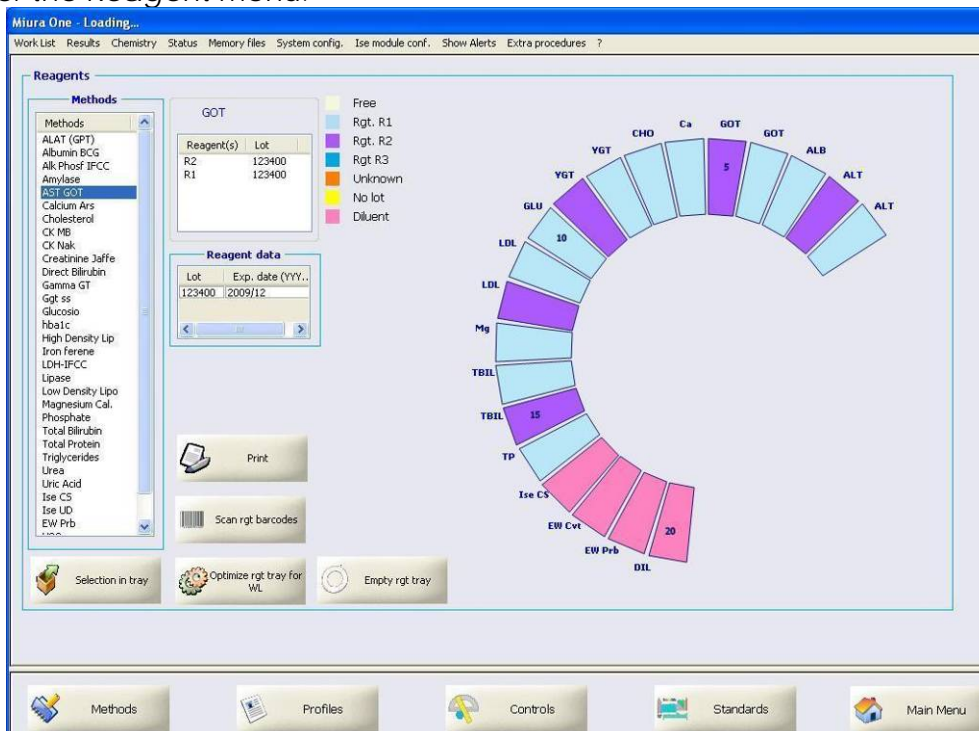 Miura One - Loading...
Work List Results Chemistry Status Memory files System config. Ise module conf. Show Alerts Extra procedures ?
Reagents
Methods
Methods
ALAT (GPT)
Albumin BCG
Alk Phosf IFCC
Amylase
AST GOT
Calcium Ars
Cholesterol
CK MB
CK Nak
Creatinine Jaffe
Direct Bilirubin
Gamma GT
Ggt ss
Glucosio
hba1c
High Density Lip
Iron ferene
LDH-IFCC
Lipase
Low Density Lipo
Magnesium Cal.
Phosphate
Total Bilirubin
Total Protein
Triglycerides
Urea
Uric Acid
Ise CS
Ise UD
EW Prb
GOT
Reagent(s) Lot
R2 123400
R1 123400
Reagent data
Lot Exp. date (YYY..
123400 2009/12
Free
Rgt. R1
Rgt. R2
Rgt R3
Unknown
No lot
Diluent
ALT
ALT
ALB
GOT
GOT
5
Ca
CHO
YGT
YGT
GLU
10
LDL
LDL
Mg
TBIL
TBIL
15
TP
Ise CS
EW Cvt
EW Prb
DIL
20
Print
Scan rgt barcodes
Selection in tray
Optimize rgt tray for
WL
Empty rgt tray
Methods
Profiles
Controls
Standards
Main Menu